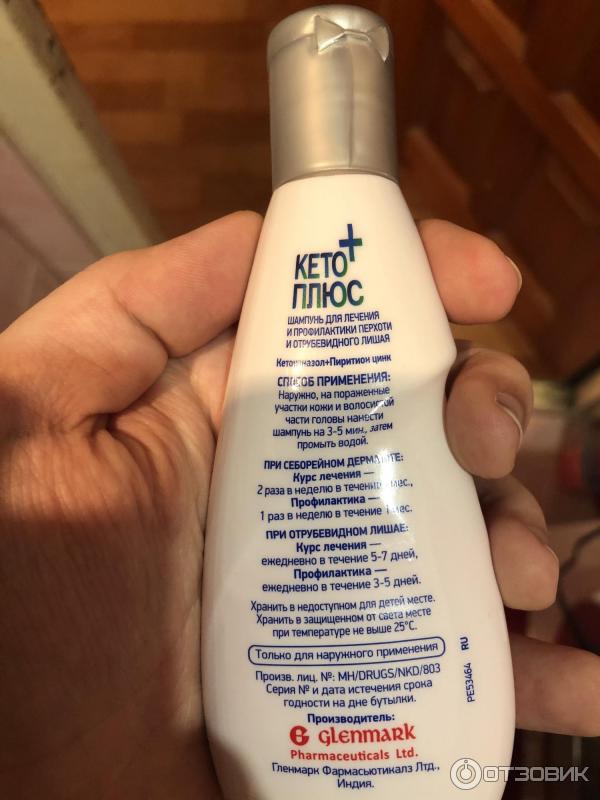 КЕТО+
ПЛЮС
ШАМПУНЬ ДЛЯ ЛЕЧЕНИЯ
И ПРОФИЛАКТИКИ ПЕРХОТИ
И ОТРУБЕВИДНОГО ЛИШАЯ
Кетоконазол+Пиритион цинк
СПОСОБ ПРИМЕНЕНИЯ:
Наружно, на пораженные
участки кожи и волосистой
части головы нанести
шампунь на 3-5 мин., затем
промыть водой.
ПРИ СЕБОРЕЙНОМ ДЕРМАТИТЕ:
Курс лечения —
2 раза в неделю в течение мес.,
Профилактика —
1 раз в неделю в течение мес.
ПРИ ОТРУБЕВИДНОМ ЛИШАЕ:
Курс лечения —
ежедневно в течение 5-7 дней,
Профилактика —
ежедневно в течение 3-5 дней.
Хранить в недоступном для детей месте.
Хранить в защищенном от света месте
при температуре не выше 25°С.
Только для наружного применения
Произв. лиц. №: MH/DRUGS/NKD/803
Серия № и дата истечения срока
годности на дне бутылки.
Производитель:
Glenmark
Pharmaceuticals Ltd.
Гленмарк Фармасьютикалз Лтд.,
Индия.
PE53464 RU
ОТЗОВИК